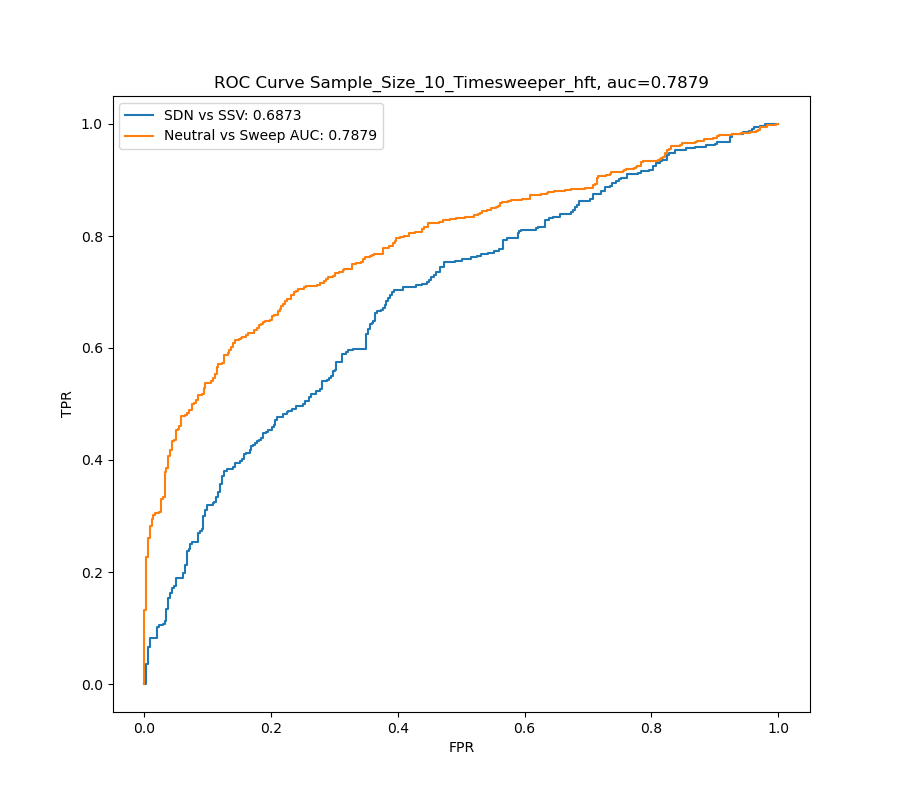 ROC Curve Sample_Size_10_Timesweeper_hft, auc=0.7879
SDN vs SSV: 0.6873
Neutral vs Sweep AUC: 0.7879
1.0
0.8
0.6
0.4
0.2
0.0
TPR
0.0 0.2 0.4 0.6 0.8 1.0
FPR